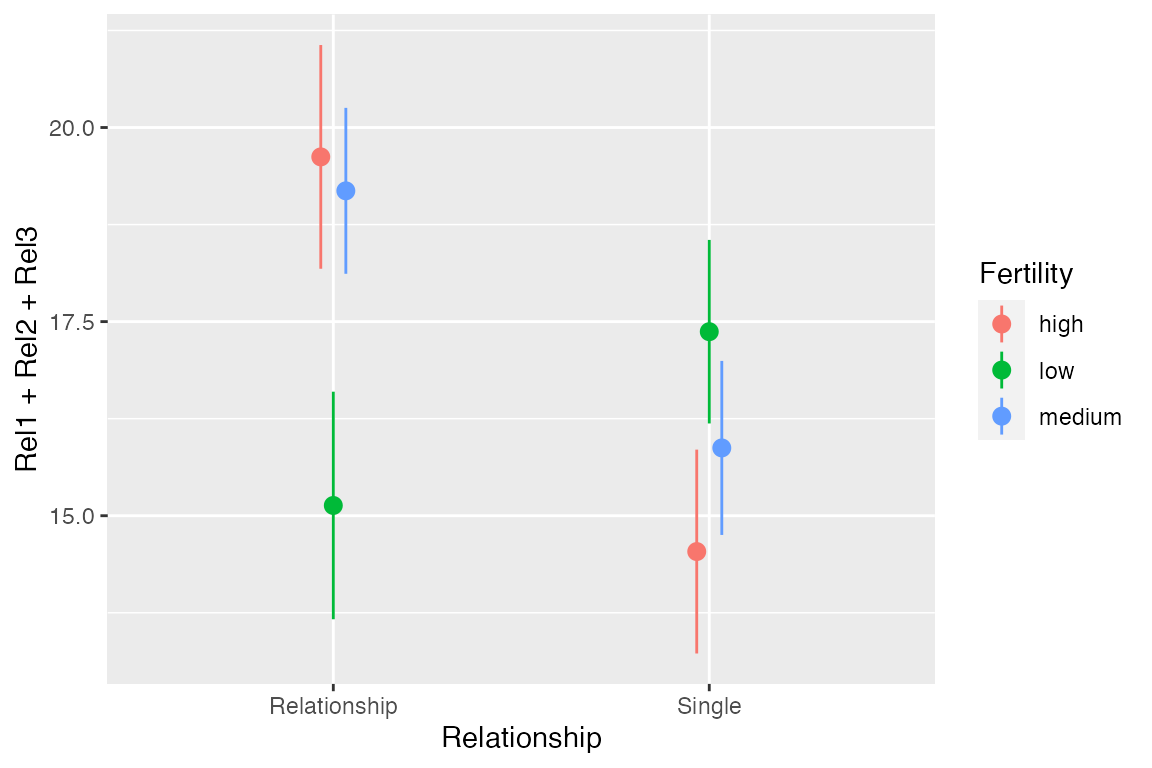 Rel1 + Rel2 + Rel3
20.0
17.5
15.0
Relationship
Single
Relationship
Fertility
high
low
medium